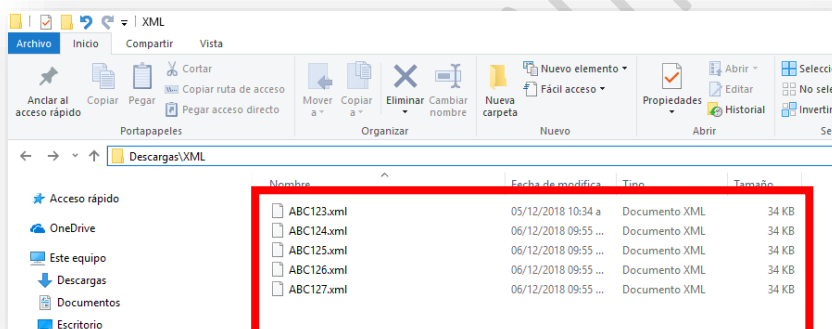 XML
Archivo Inicio Compartir Vista
Anclar al acceso rápido
Copiar
Pegar
Cortar
Copiar ruta de acceso
Pegar acceso directo
Portapapeles
Mover a
Copiar a
Eliminar
Cambiar nombre
Organizar
Nueva carpeta
Nuevo elemento
Fácil acceso
Nuevo
Propiedades
Abrir
Editar
Historial
Abrir
No sele
Invertir
Descargas\XML
Nombre Fecha de modifica... Tipo Tamaño
Acceso rápido
OneDrive
Este equipo
Descargas
Documentos
Escritorio
ABC123.xml 05/12/2018 10:34 a Documento XML 34 KB
ABC124.xml 06/12/2018 09:55 ... Documento XML 34 KB
ABC125.xml 06/12/2018 09:55 ... Documento XML 34 KB
ABC126.xml 06/12/2018 09:55 ... Documento XML 34 KB
ABC127.xml 06/12/2018 09:55 ... Documento XML 34 KB